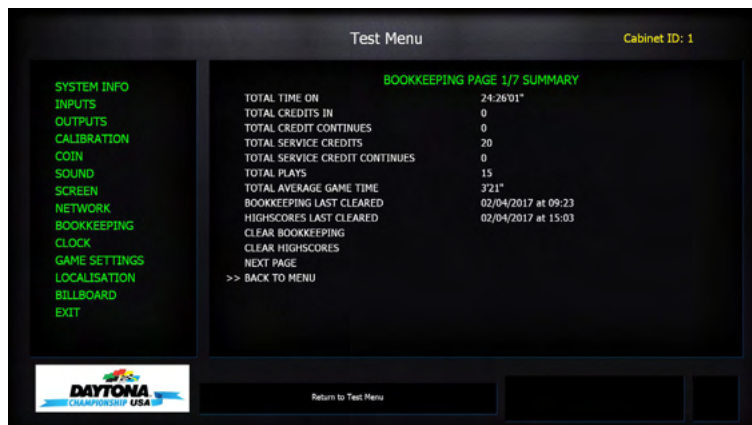 Test Menu
Cabinet ID: 1
SYSTEM INFO
INPUTS
OUTPUTS
CALIBRATION
COIN
SOUND
SCREEN
NETWORK
BOOKKEEPING
CLOCK
GAME SETTINGS
LOCALISATION
BILLBOARD
EXIT
BOOKKEEPING PAGE 1/7 SUMMARY
TOTAL TIME ON 24:26'01"
TOTAL CREDITS IN 0
TOTAL CREDIT CONTINUES 0
TOTAL SERVICE CREDITS 20
TOTAL SERVICE CREDIT CONTINUES 0
TOTAL PLAYS 15
TOTAL AVERAGE GAME TIME 3'21"
BOOKKEEPING LAST CLEARED 02/04/2017 at 09:23
HIGHSCORES LAST CLEARED 02/04/2017 at 15:03
CLEAR BOOKKEEPING
CLEAR HIGHSCORES
NEXT PAGE
>> BACK TO MENU
DAYTONA
CHAMPIONSHIP USA
Return to Test Menu